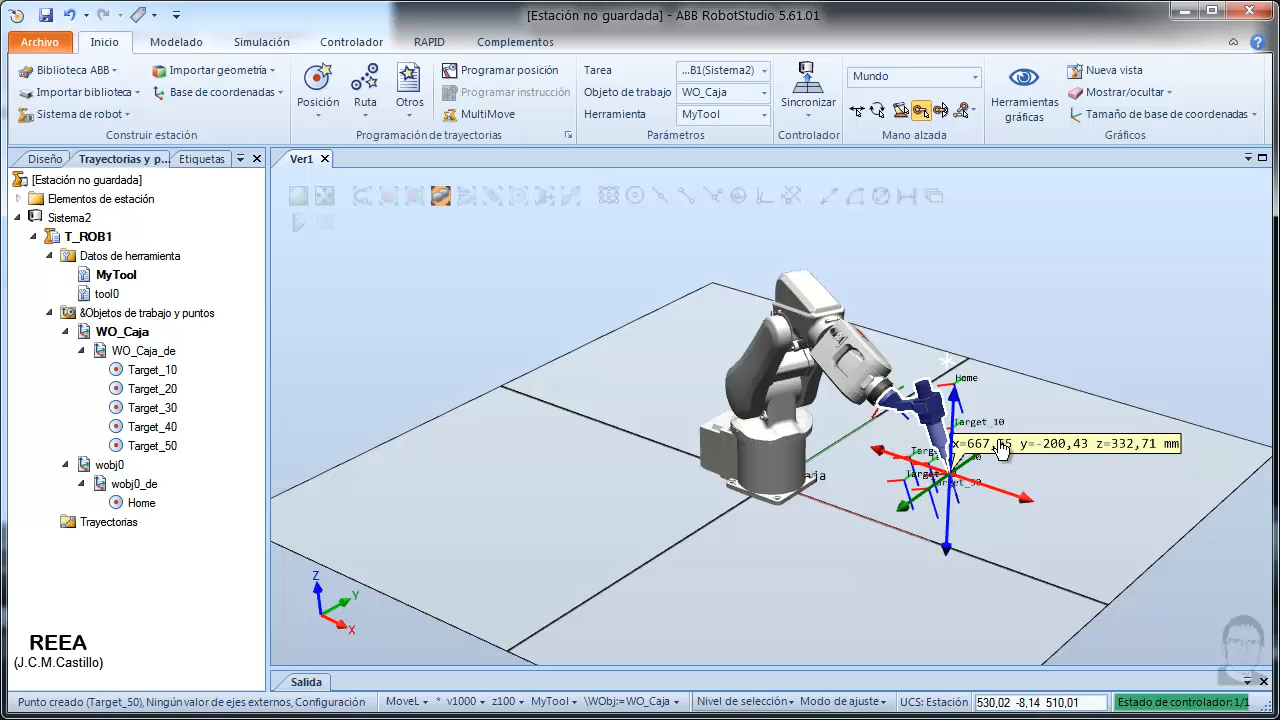 [Estación no guardada] - ABB RobotStudio 5.61.01
Archivo Inicio Modelado Simulación Controlador RAPID Complementos
Biblioteca ABB
Importar biblioteca
Sistema de robot
Importar geometría
Base de coordenadas
Construir estación
Posición
Ruta
Otros
Programar posición
Programar instrucción
MultiMove
Programación de trayectorias
Tarea ...B1(Sistema2)
Objeto de trabajo WO_Caja
Herramienta MyTool
Parámetros
Sincronizar
Controlador
Mundo
Mano alzada
Herramientas gráficas
Nueva vista
Mostrar/ocultar
Tamaño de base de coordenadas
Gráficos
Diseño Trayectorias y p... Etiquetas
Ver1
[Estación no guardada]
Elementos de estación
Sistema2
T_ROB1
Datos de herramienta
MyTool
tool0
&Objetos de trabajo y puntos
WO_Caja
WO_Caja_de
Target_10
Target_20
Target_30
Target_40
Target_50
wobj0
wobj0_de
Home
Trayectorias
Home
Target_10
x=667,55 y=-200,43 z=332,71 mm
Z
Y
X
REEA
(J.C.M.Castillo)
Salida
Punto creado (Target_50), Ningún valor de ejes externos, Configuración
MoveL * v1000 z100 MyTool \WObj:=WO_Caja
Nivel de selección Modo de ajuste UCS: Estación 530,02 -8,14 510,01 Estado de controlador: 1/1